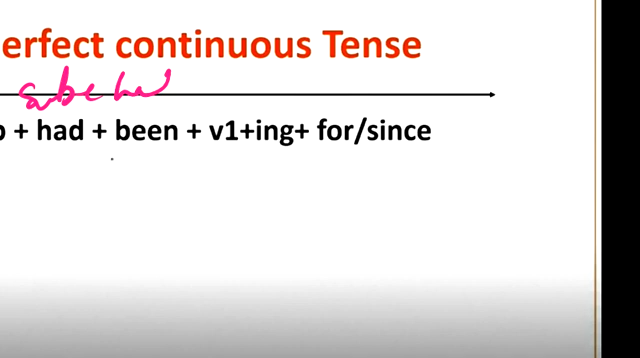 erfect continuous Tense
+ had + been + v1+ing+ for/since